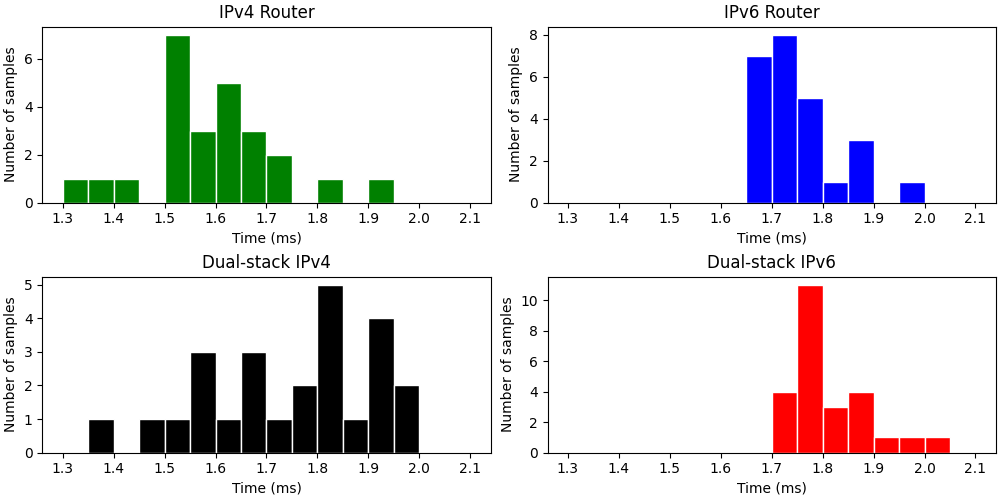 IPv4 Router
Number of samples
0 2 4 6
1.3 1.4 1.5 1.6 1.7 1.8 1.9 2.0 2.1
Time (ms)
IPv6 Router
Number of samples
0 2 4 6 8
1.3 1.4 1.5 1.6 1.7 1.8 1.9 2.0 2.1
Time (ms)
Dual-stack IPv4
Number of samples
0 1 2 3 4 5
1.3 1.4 1.5 1.6 1.7 1.8 1.9 2.0 2.1
Time (ms)
Dual-stack IPv6
Number of samples
0 2 4 6 8 10
1.3 1.4 1.5 1.6 1.7 1.8 1.9 2.0 2.1
Time (ms)